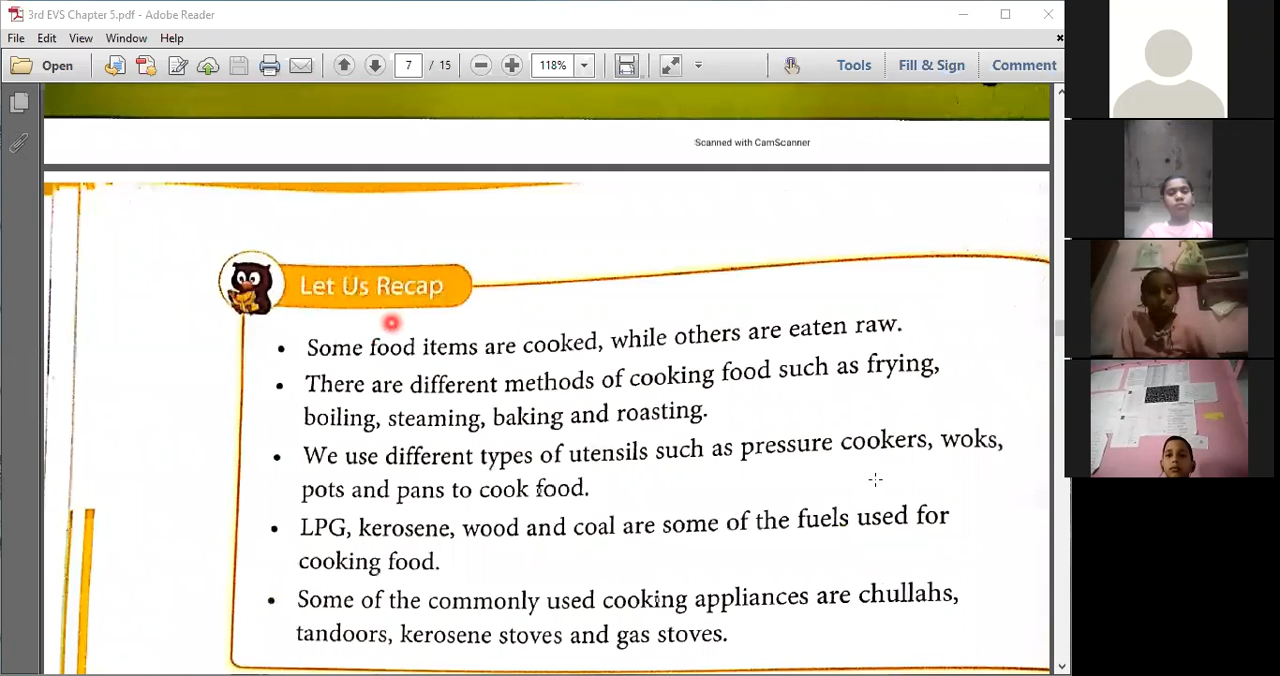 3rd EVS Chapter 5.pdf - Adobe Reader
File Edit View Window Help
Open 7 / 15 118% Tools Fill & Sign Comment
Scanned with CamScanner
Let Us Recap
• Some food items are cooked, while others are eaten raw.
• There are different methods of cooking food such as frying,
boiling, steaming, baking and roasting.
• We use different types of utensils such as pressure cookers, woks,
pots and pans to cook food.
• LPG, kerosene, wood and coal are some of the fuels used for
cooking food.
• Some of the commonly used cooking appliances are chullahs,
tandoors, kerosene stoves and gas stoves.